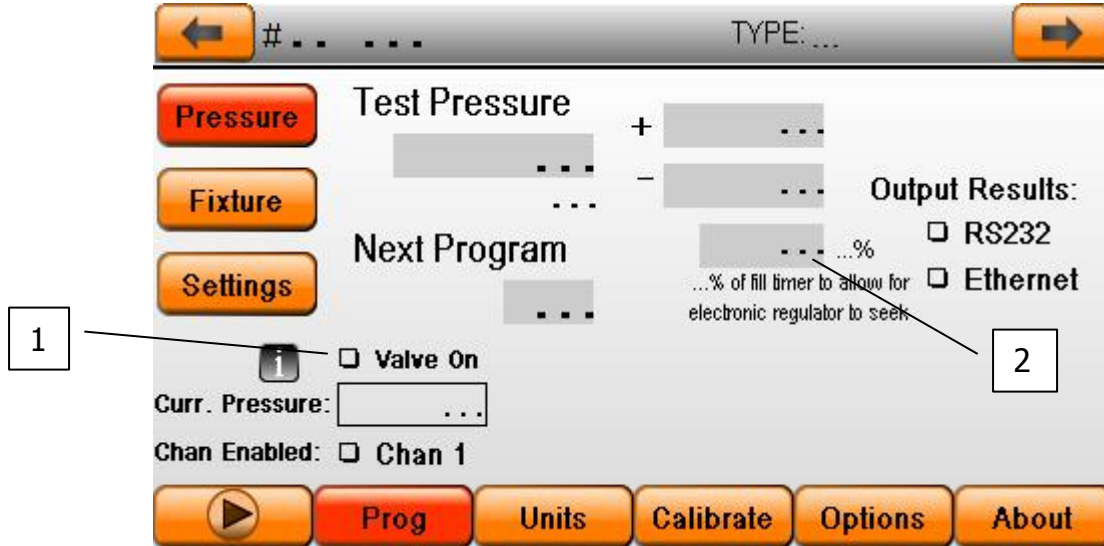 #.. ... TYPE: ...
Pressure
Test Pressure
+ ...
...
- ...
...
Fixture
Output Results:
RS232
Next Program
... ...%
Ethernet
Settings
...% of fill timer to allow for
electronic regulator to seek
...
1
i
Valve On
2
Curr. Pressure: ...
Chan Enabled: Chan 1
Prog Units Calibrate Options About